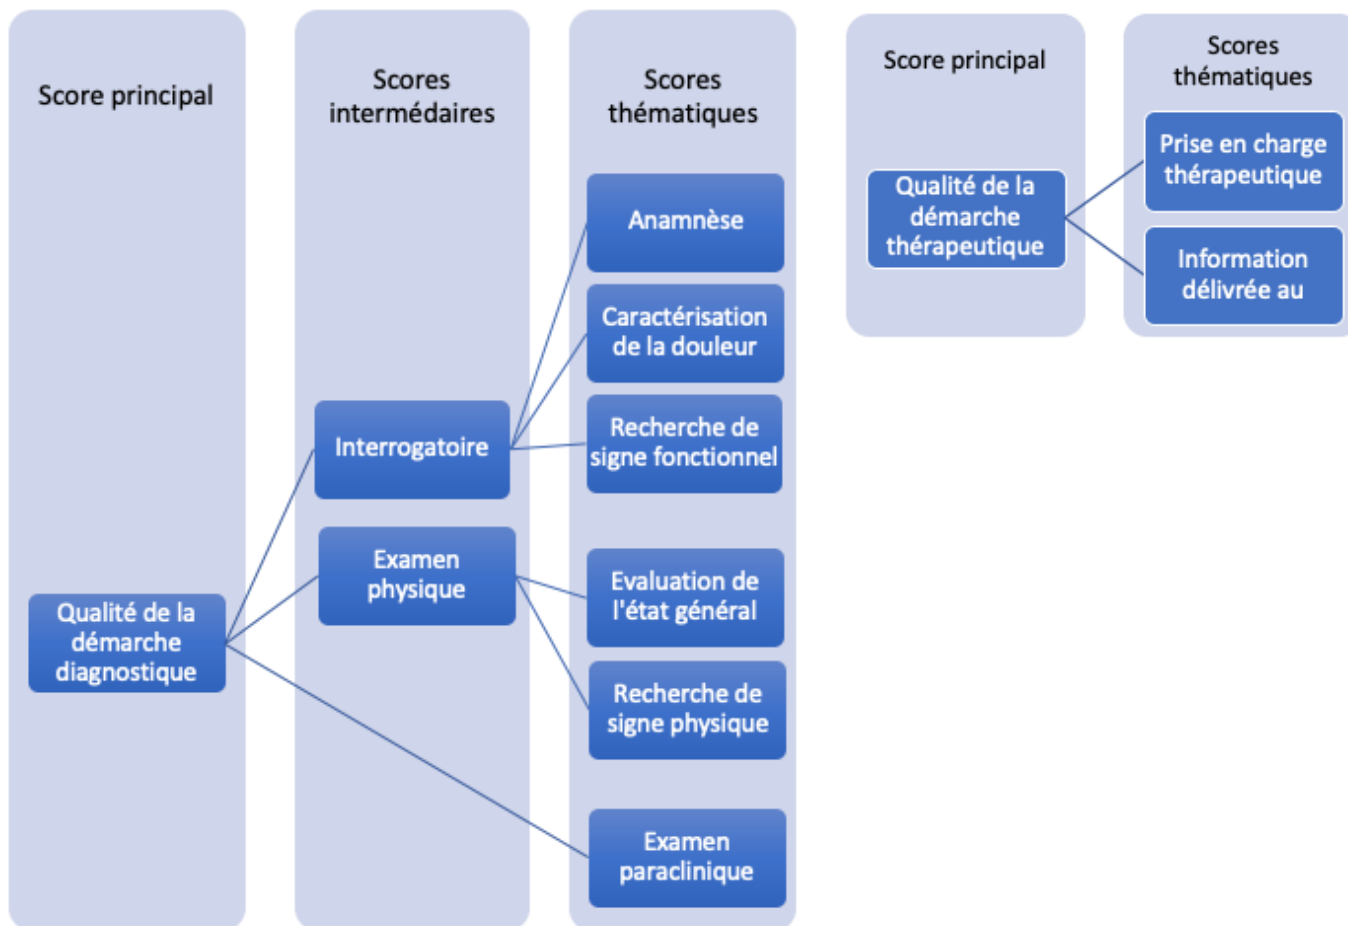 Score principal
Scores
intermédaires
Scores
thématiques
Anamnèse
Caractérisation
de la douleur
Interrogatoire
Recherche de
signe fonctionnel
Examen
physique
Evaluation de
l'état général
Qualité de la
démarche
diagnostique
Recherche de
signe physique
Examen
paraclinique
Score principal
Scores
thématiques
Qualité de la
démarche
thérapeutique
Prise en charge
thérapeutique
Information
délivrée au